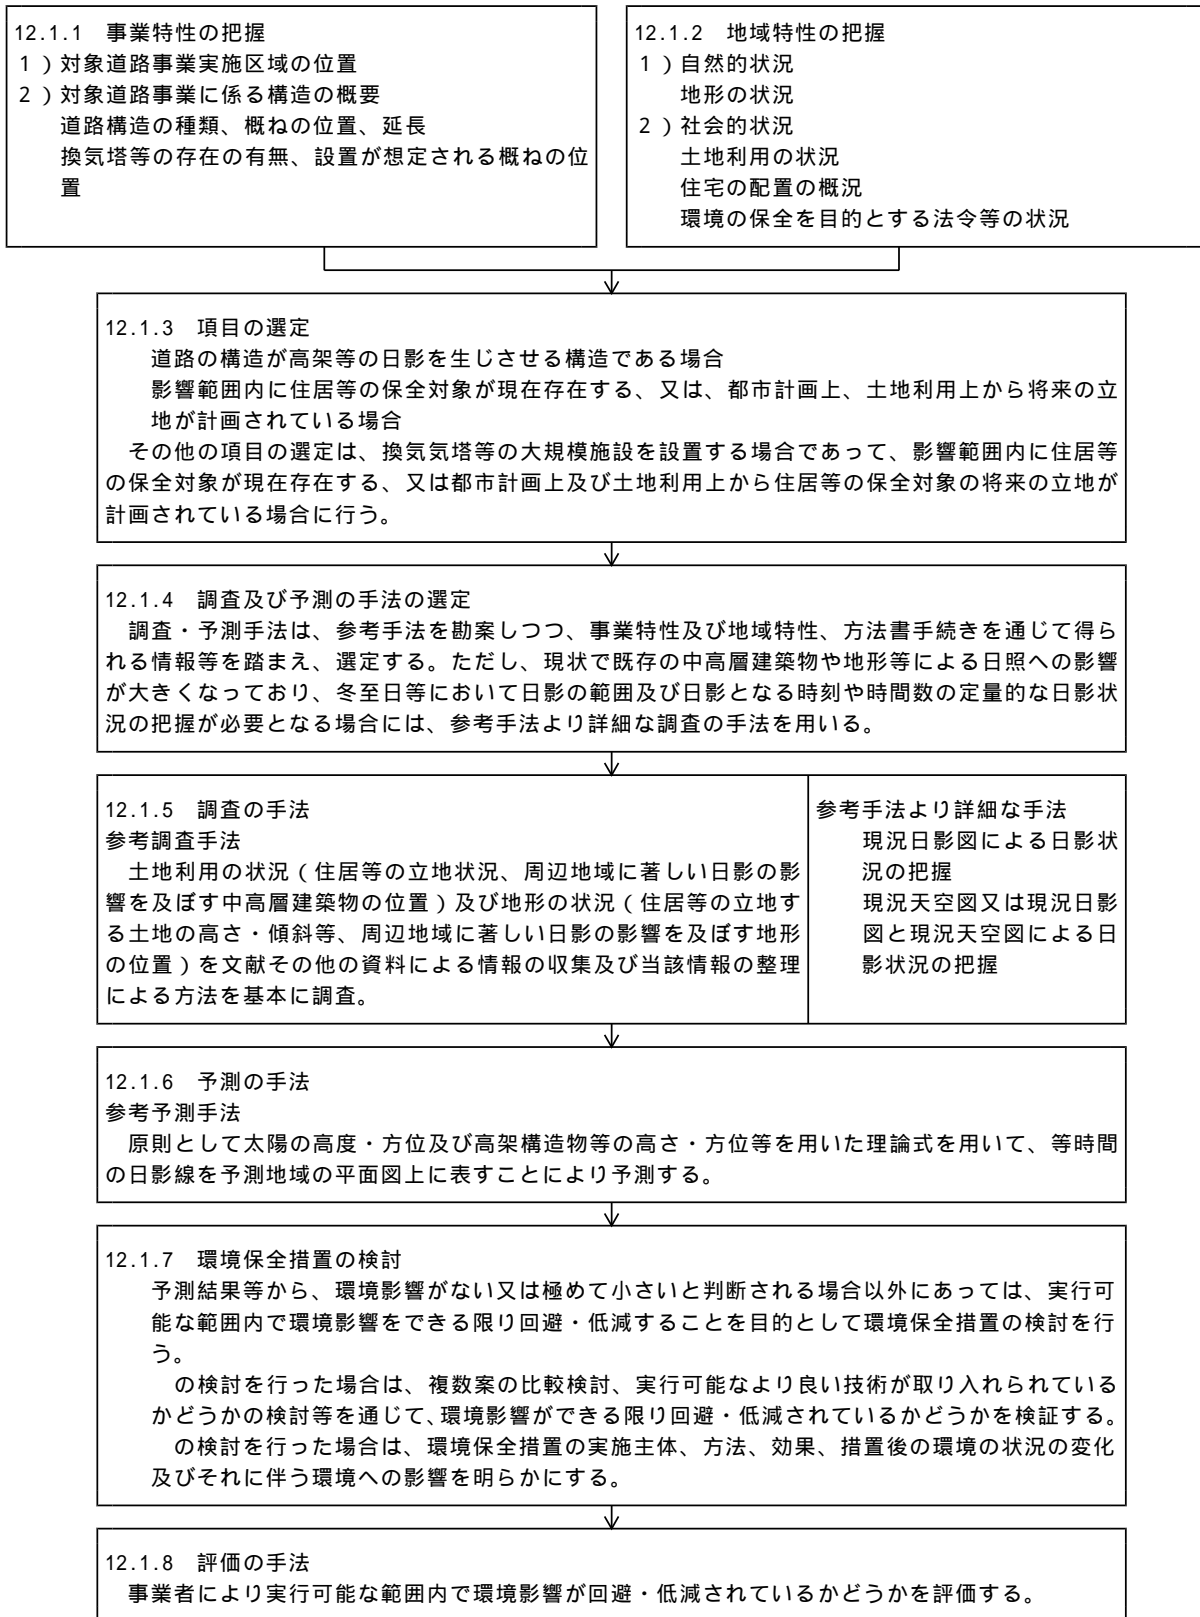 12.1.1 事業特性の把握
1)対象道路事業実施区域の位置
2)対象道路事業に係る構造の概要
道路構造の種類、概ねの位置、延長
換気塔等の存在の有無、設置が想定される概ねの位
置
12.1.2 地域特性の把握
1)自然的状況
地形の状況
2)社会的状況
土地利用の状況
住宅の配置の概況
環境の保全を目的とする法令等の状況
12.1.3 項目の選定
道路の構造が高架等の日影を生じさせる構造である場合
影響範囲内に住居等の保全対象が現在存在する、又は、都市計画上、土地利用上から将来の立
地が計画されている場合
その他の項目の選定は、換気気塔等の大規模施設を設置する場合であって、影響範囲内に住居等
の保全対象が現在存在する、又は都市計画上及び土地利用上から住居等の保全対象の将来の立地が
計画されている場合に行う。
12.1.4 調査及び予測の手法の選定
調査・予測手法は、参考手法を勘案しつつ、事業特性及び地域特性、方法書手続きを通じて得ら
れる情報等を踏まえ、選定する。ただし、現状で既存の中高層建築物や地形等による日照への影響
が大きくなっており、冬至日等において日影の範囲及び日影となる時刻や時間数の定量的な日影状
況の把握が必要となる場合には、参考手法より詳細な調査の手法を用いる。
12.1.5 調査の手法
参考調査手法
土地利用の状況(住居等の立地状況、周辺地域に著しい日影の影
響を及ぼす中高層建築物の位置)及び地形の状況(住居等の立地す
る土地の高さ・傾斜等、周辺地域に著しい日影の影響を及ぼす地形
の位置)を文献その他の資料による情報の収集及び当該情報の整理
による方法を基本に調査。
参考手法より詳細な手法
現況日影図による日影状
況の把握
現況天空図又は現況日影
図と現況天空図による日
影状況の把握
12.1.6 予測の手法
参考予測手法
原則として太陽の高度・方位及び高架構造物等の高さ・方位等を用いた理論式を用いて、等時間
の日影線を予測地域の平面図上に表すことにより予測する。
12.1.7 環境保全措置の検討
予測結果等から、環境影響がない又は極めて小さいと判断される場合以外にあっては、実行可
能な範囲内で環境影響をできる限り回避・低減することを目的として環境保全措置の検討を行
う。
の検討を行った場合は、複数案の比較検討、実行可能なより良い技術が取り入れられている
かどうかの検討等を通じて、環境影響ができる限り回避・低減されているかどうかを検証する。
の検討を行った場合は、環境保全措置の実施主体、方法、効果、措置後の環境の状況の変化
及びそれに伴う環境への影響を明らかにする。
12.1.8 評価の手法
事業者により実行可能な範囲内で環境影響が回避・低減されているかどうかを評価する。